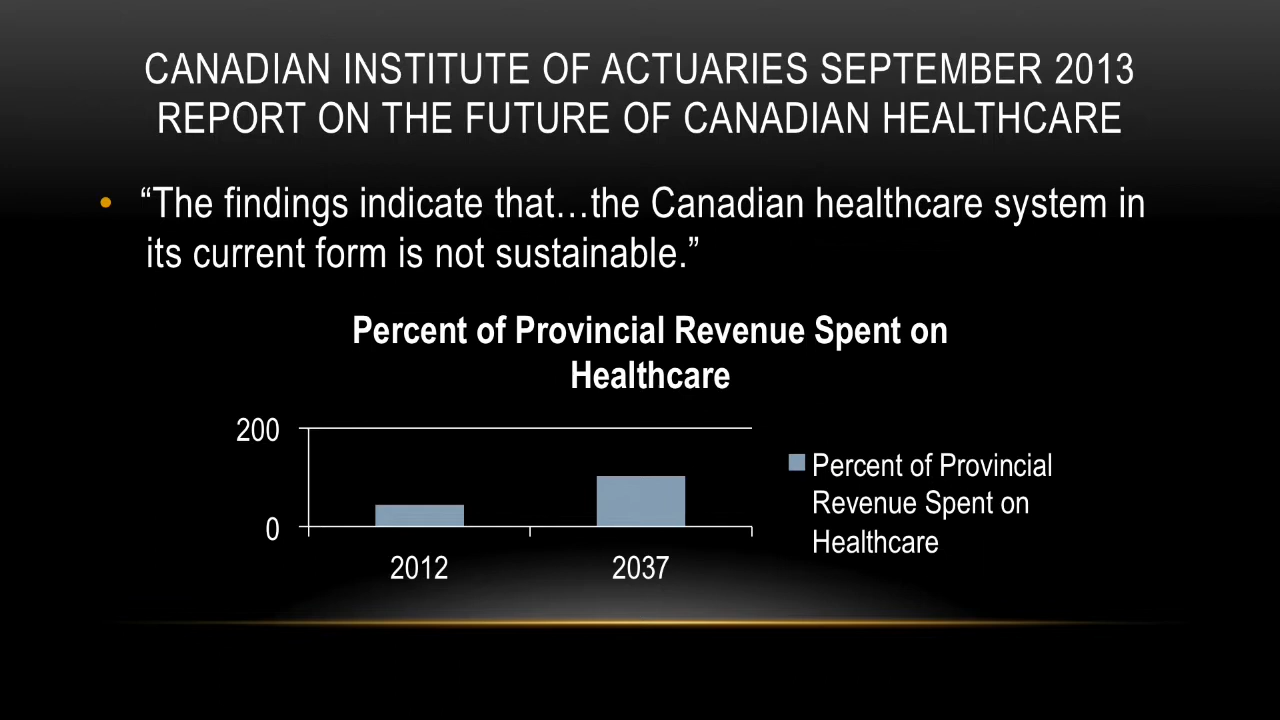 CANADIAN INSTITUTE OF ACTUARIES SEPTEMBER 2013
REPORT ON THE FUTURE OF CANADIAN HEALTHCARE
• “The findings indicate that…the Canadian healthcare system in
its current form is not sustainable.”
Percent of Provincial Revenue Spent on
Healthcare
200
0
2012
2037
Percent of Provincial
Revenue Spent on
Healthcare